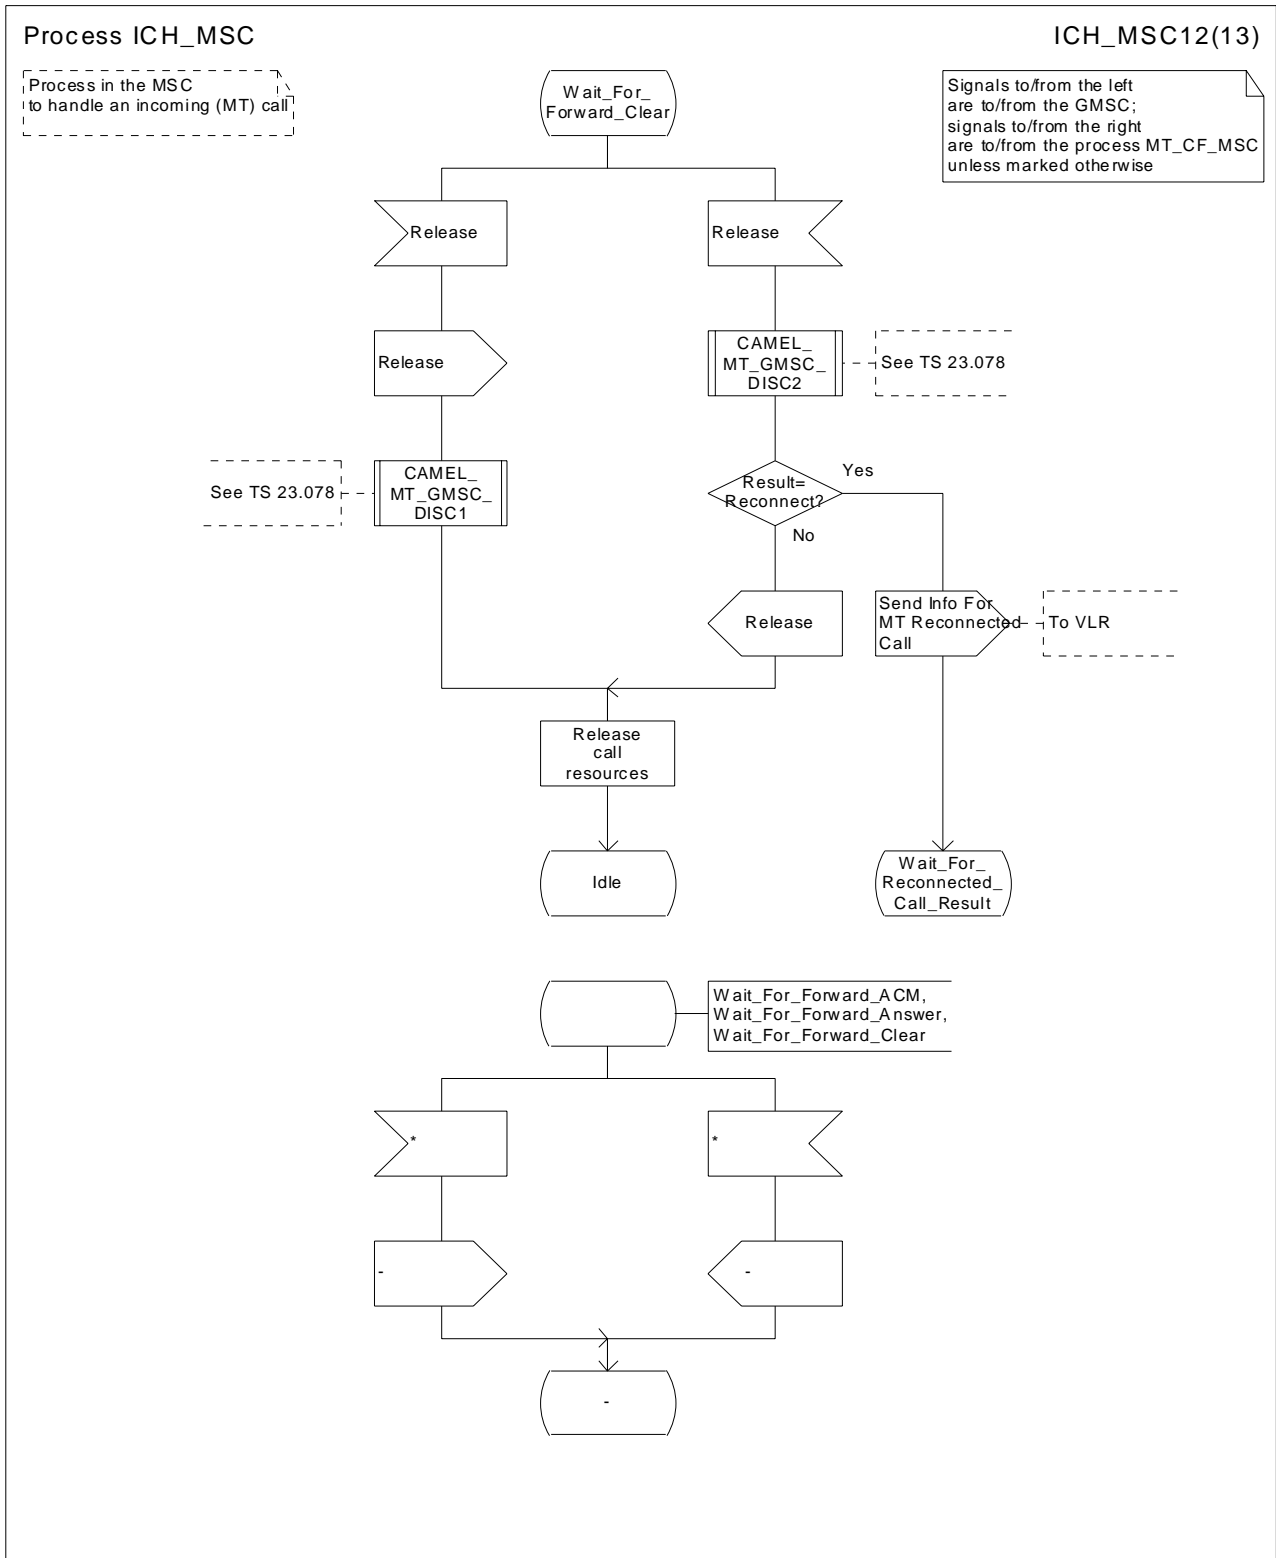 Process ICH_MSC
ICH_MSC12(13)
Process in the MSC
to handle an incoming (MT) call
Signals to/from the left
are to/from the GMSC;
signals to/from the right
are to/from the process MT_CF_MSC
unless marked otherwise
Wait_For_
Forward_Clear
Release
Release
Release
CAMEL_
MT_GMSC_
DISC2
See TS 23.078
See TS 23.078
CAMEL_
MT_GMSC_
DISC1
Result=
Reconnect?
Yes
No
Release
Send Info For
MT Reconnected
Call
To VLR
Release
call
resources
Idle
Wait_For_
Reconnected_
Call_Result
Wait_For_Forward_ACM,
Wait_For_Forward_Answer,
Wait_For_Forward_Clear
*
*
-
-
-